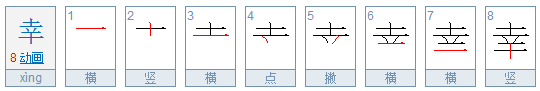 幸 1 2 3 4 5 6 7 8
8 动画
xìng 横 竖 横 点 撇 横 横 竖